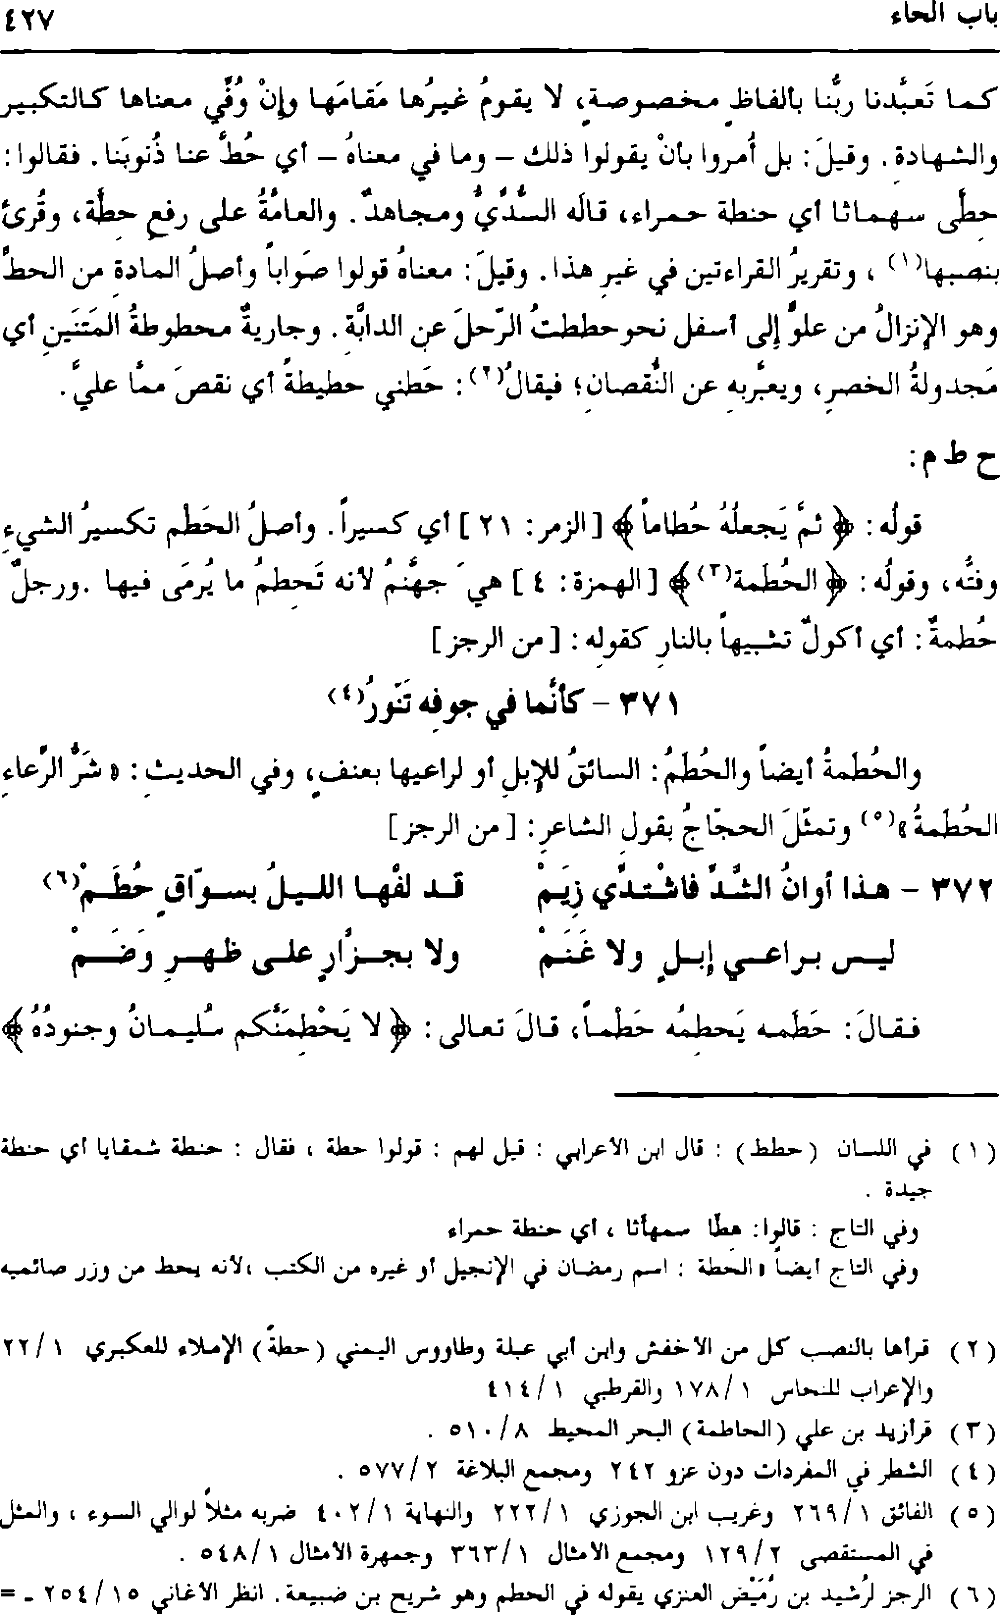 باب الحاء ٤٢٧
كما تَعبَّدنا ربُّنا بألفاظٍ مخصوصةٍ، لا يقومُ غيرُها مَقامَها وإنْ وُفِّي معناها كالتكبير
والشهادةِ. وقيلَ: بل أُمروا بأنْ يقولوا ذلك – وما في معناهُ – أي حُطَّ عنا ذُنوبَنا. فقالوا:
حِطَّى سهماثا أي حنطة حمراء، قالَه السُّدِّيُّ ومجاهدٌ. والعامَّةُ على رفعِ حِطَّة، وقُرئ
بنصبها(١) ، وتقريرُ القراءتين في غيرِ هذا. وقيلَ: معناهُ قولوا صَواباً وأصلُ المادةِ من الحطِّ
وهو الإنزالُ من علوٍّ إلى أسفل نحو حططتُ الرّحلَ عنِ الدابَّةِ. وجاريةٌ محطوطةُ المَتنَينِ أي
مَجدولةُ الخصرِ، ويعبَّربهِ عن النُّقصانِ؛ فيقالُ(٢): حَطني حطيطةً أي نقصَ ممَّا عليَّ.
ح ط م:
قولُه: ﴿ ثمَّ يَجعلُهُ حُطاماً ﴾ [الزمر: ٢١] أي كسيراً. وأصلُ الحَطْم تكسيرُ الشيءِ
وفتُّه، وقولُه: ﴿ الحُطَمة(٣) ﴾ [الهمزة: ٤] هيَ جهنَّمُ لأنه تَحطمُ ما يُرمَى فيها .ورجلٌ
حُطمةٌ: أي أكولٌ تشبيهاً بالنارِ كقوله: [من الرجز]
٣٧١ – كأنَّما في جوفِه تَنّورُ(٤)
والحُطَمةُ أيضاً والحُطَمُ: السائقُ للإبلِ أو لراعيها بعنفٍ، وفي الحديثِ: « شَرُّ الرِّعاءِ
الحُطَمةُ»(٥) وتمثّلَ الحجّاجُ بقولِ الشاعرِ: [من الرجز]
٣٧٢ – هذا أوانُ الشَّدِّ فاشْتدِّي زِيَمْ قد لفْها الليلُ بسوّاقٍ حُطَمْ(٦)
ليس براعي إبلٍ ولا غَنَمْ ولا بجزّارٍ على ظهرِ وَضَمْ
فقالَ: حَطَمه يَحطِمُه حَطْماً، قالَ تعالى: ﴿ لا يَحْطِمَنَّكم سُليمانُ وجنودُهُ ﴾
(١) في اللسان (حطط) : قال ابن الأعرابي : قيل لهم : قولوا حطة ، فقال : حنطة شمقايا أي حنطة
جيدة .
وفي التاج : قالوا: هِطَّا سمهأثا ، أي حنطة حمراء
وفي التاج أيضاً « الحَطة : اسم رمضان في الإنجيل أو غيره من الكتب ،لأنه يحط من وزر صائميه
(٢) قرأها بالنصب كل من الأخفش وابن أبي عبلة وطاووس اليمني (حطةً) الإملاء للعكبري ٢٢/١
والإعراب للنحاس ١٧٨/١ والقرطبي ٤١٤/١
(٣) قرأزيد بن علي (الحاطمة) البحر المحيط ٥١٠/٨ .
(٤) الشطر في المفردات دون عزو ٢٤٢ ومجمع البلاغة ٥٧٧/٢ .
(٥) الفائق ٢٦٩/١ وغريب ابن الجوزي ٢٢٢/١ والنهاية ٤٠٢/١ ضربه مثلاً لوالي السوء ، والمثل
في المستقصى ١٢٩/٢ ومجمع الأمثال ٣٦٣/١ وجمهرة الأمثال ٥٤٨/١ .
(٦) الرجز لرُشيد بن رُمَيْض العنزي يقوله في الحطم وهو شريح بن ضبيعة. انظر الأغاني ٢٥٤/١٥ ـ =